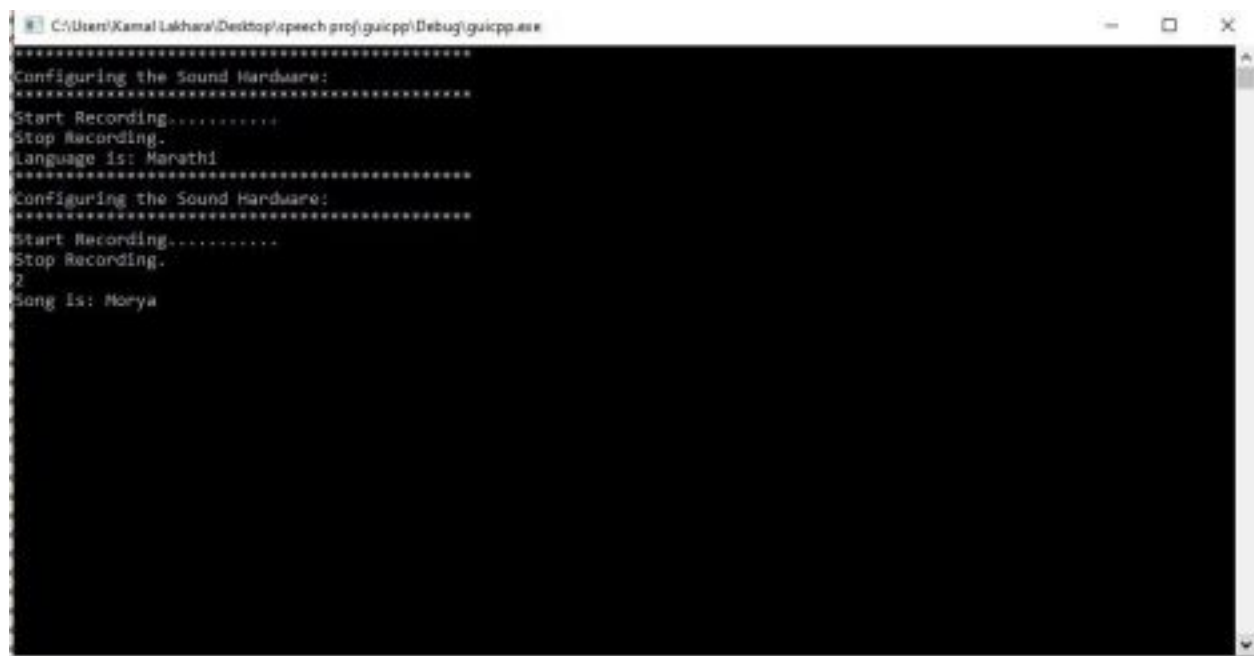 C:\Users\Kamal Lakhara\Desktop\speech proj\guicpp\Debug\guicpp.exe
*********************************************
Configuring the Sound Hardware:
*********************************************
Start Recording...........
Stop Recording.
Language is: Marathi
*********************************************
Configuring the Sound Hardware:
*********************************************
Start Recording...........
Stop Recording.
2
Song is: Morya